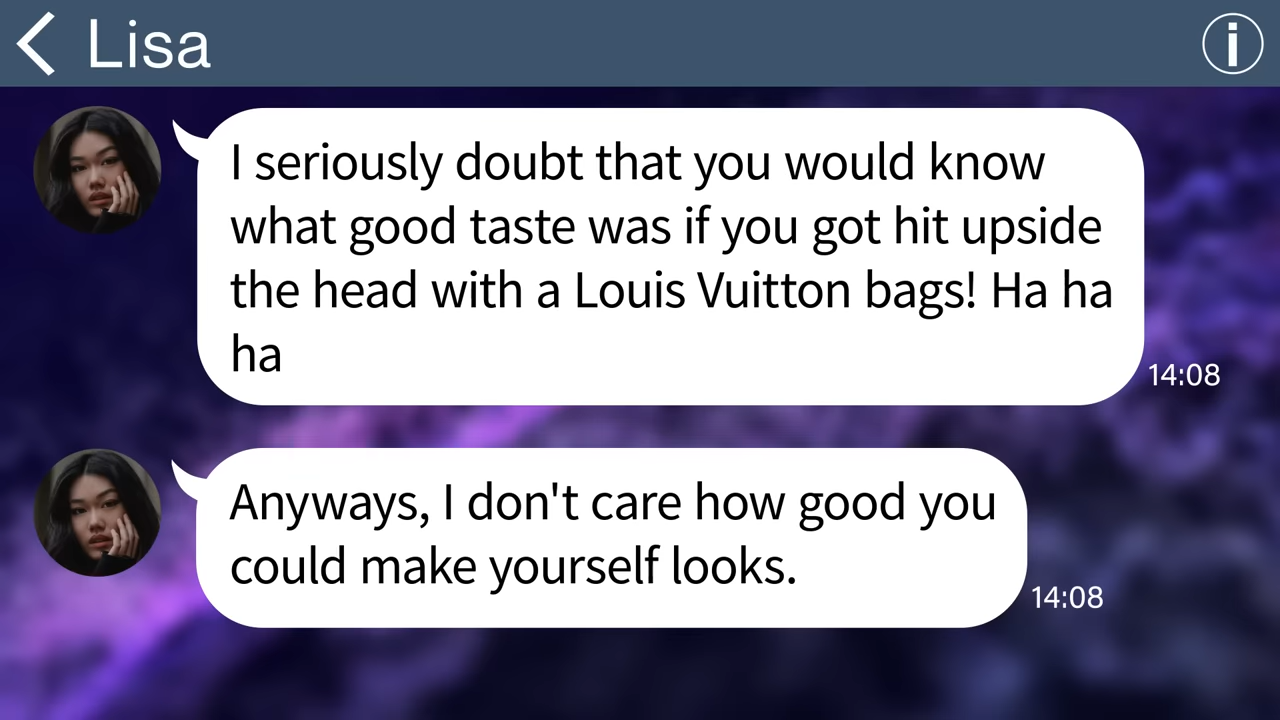 Lisa
I seriously doubt that you would know
what good taste was if you got hit upside
the head with a Louis Vuitton bags! Ha ha
ha
14:08
Anyways, I don't care how good you
could make yourself looks.
14:08